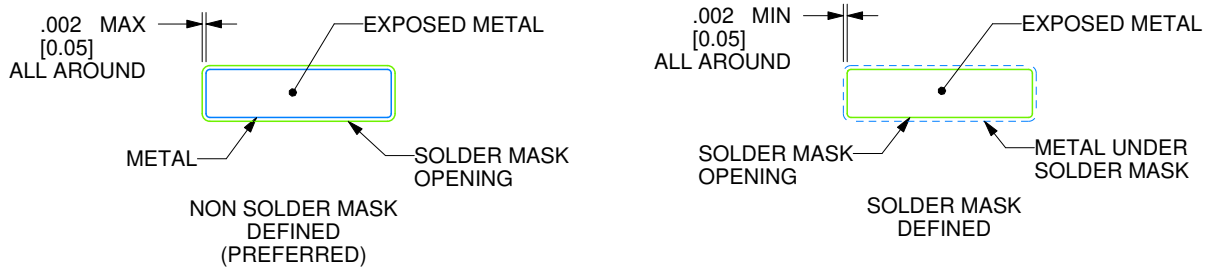 .002 MAX
[0.05]
ALL AROUND
EXPOSED METAL
METAL
SOLDER MASK
OPENING
NON SOLDER MASK
DEFINED
(PREFERRED)
.002 MIN
[0.05]
ALL AROUND
EXPOSED METAL
SOLDER MASK
OPENING
METAL UNDER
SOLDER MASK
SOLDER MASK
DEFINED